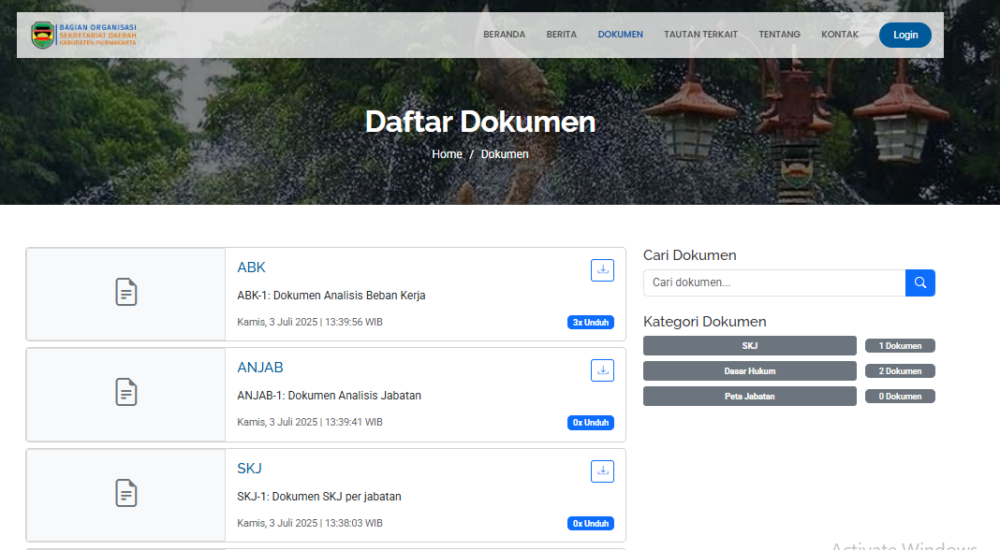 BAGIAN ORGANISASI
SEKRETARIAT DAERAH
KABUPATEN PURWAKARTA
BERANDA
BERITA
DOKUMEN
TAUTAN TERKAIT
TENTANG
KONTAK
Login
Daftar Dokumen
Home / Dokumen
ABK
ABK-1: Dokumen Analisis Beban Kerja
Kamis, 3 Juli 2025 | 13:39:56 WIB
3x Unduh
ANJAB
ANJAB-1: Dokumen Analisis Jabatan
Kamis, 3 Juli 2025 | 13:39:41 WIB
0x Unduh
SKJ
SKJ-1: Dokumen SKJ per jabatan
Kamis, 3 Juli 2025 | 13:38:03 WIB
0x Unduh
Cari Dokumen
Cari dokumen...
Kategori Dokumen
SKJ
1 Dokumen
Dasar Hukum
2 Dokumen
Peta Jabatan
0 Dokumen
Activate Windows